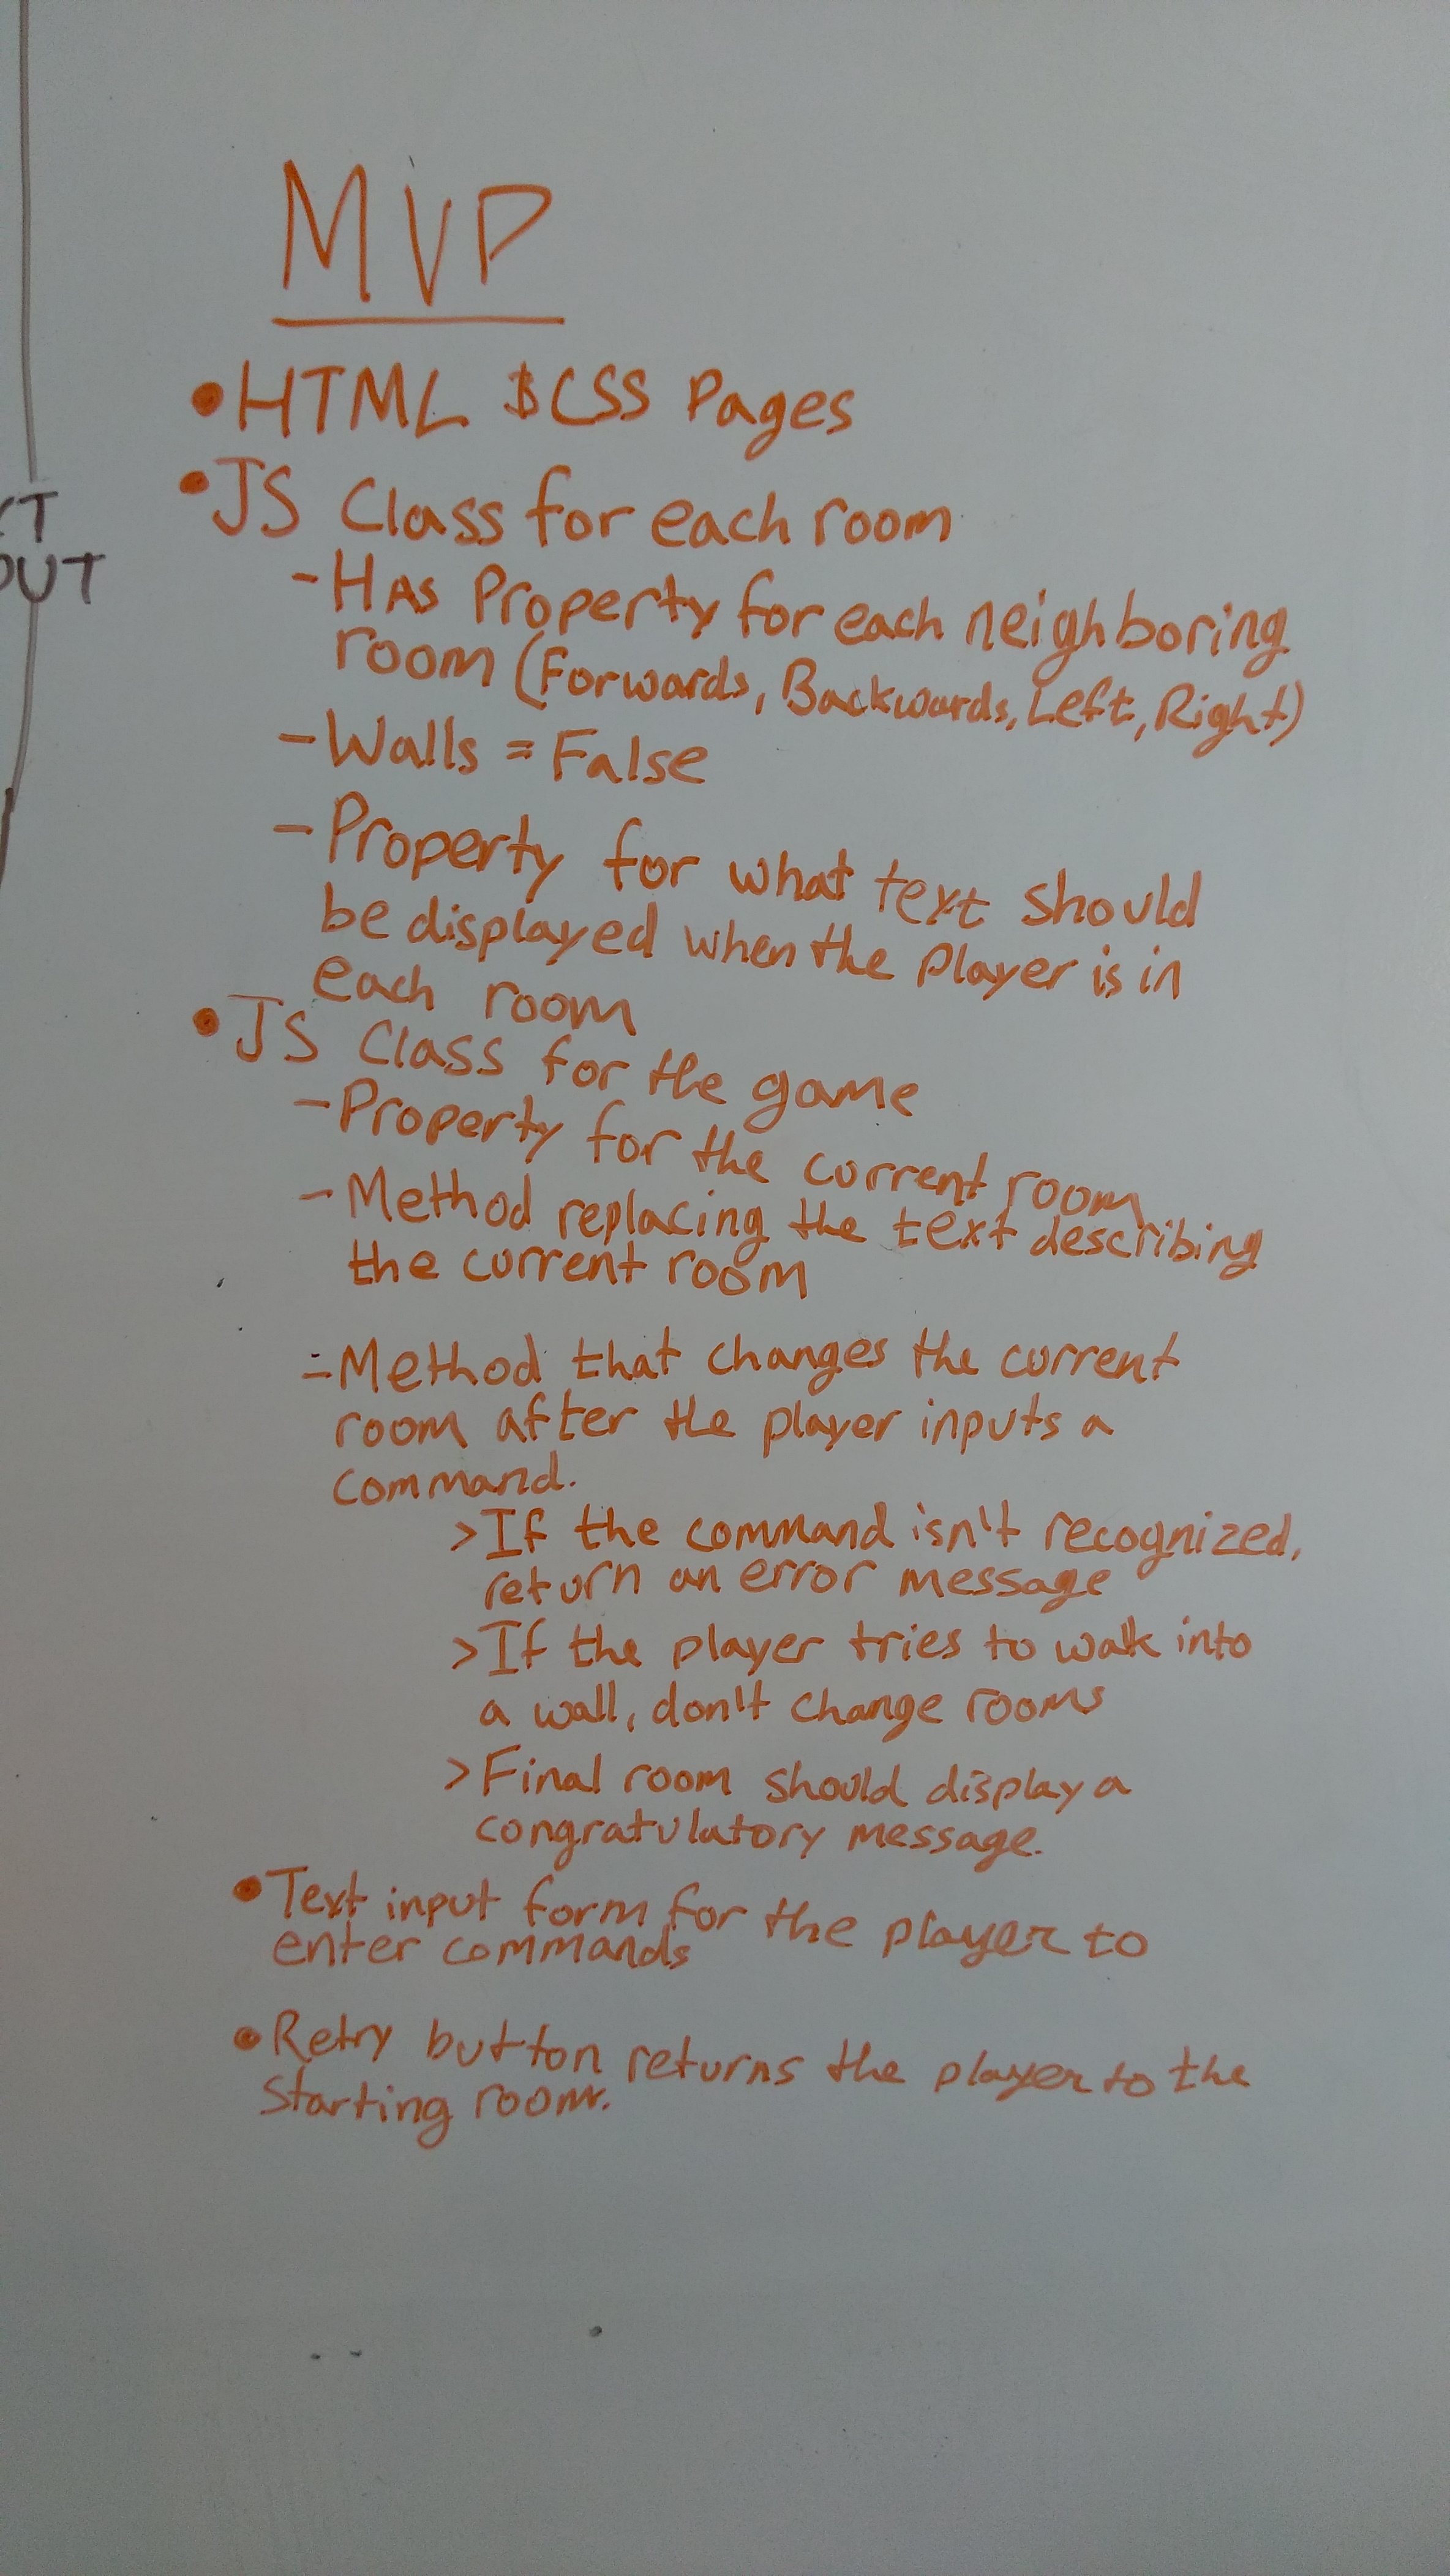 MVP
• HTML & CSS Pages
• JS Class for each room
- HAS Property for each neighboring
room (Forwards, Backwards, Left, Right)
- Walls = False
- Property for what text should
be displayed when the player is in
each room
• JS Class for the game
- Property for the current room
- Method replacing the text describing
the current room
- Method that changes the current
room after the player inputs a
command.
> If the command isn't recognized,
return an error message
> If the player tries to walk into
a wall, don't change rooms
> Final room should display a
congratulatory message.
• Text input form for the player to
enter commands
• Retry button returns the player to the
starting room.
OUT